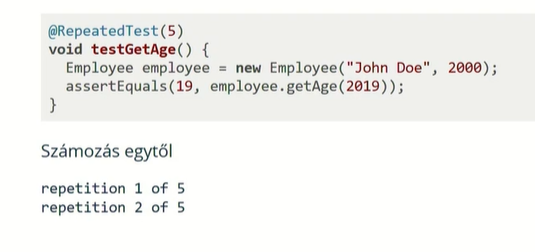 @RepeatedTest(5)
void testGetAge() {
  Employee employee = new Employee("John Doe", 2000);
  assertEquals(19, employee.getAge(2019));
}
Számozás egytől
repetition 1 of 5
repetition 2 of 5